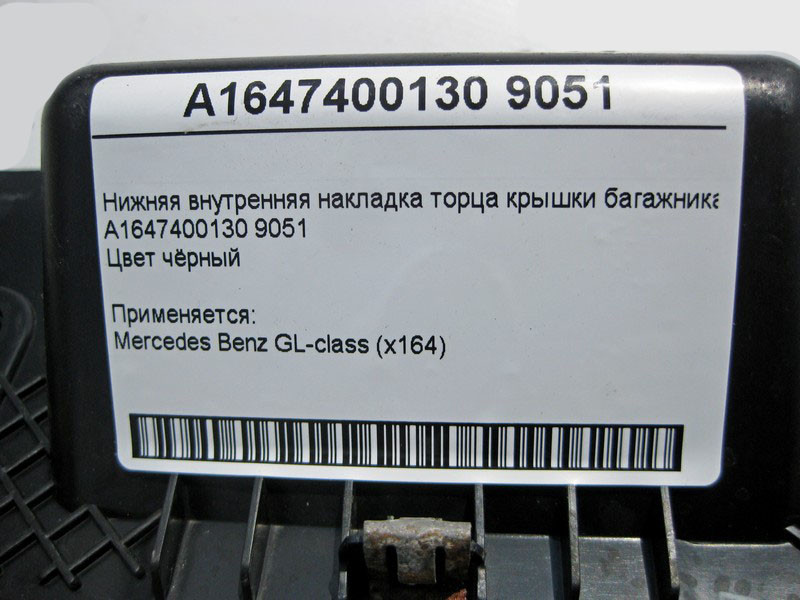 A1647400130 9051
Нижняя внутренняя накладка торца крышки багажника
A1647400130 9051
Цвет чёрный
Применяется:
Mercedes Benz GL-class (x164)